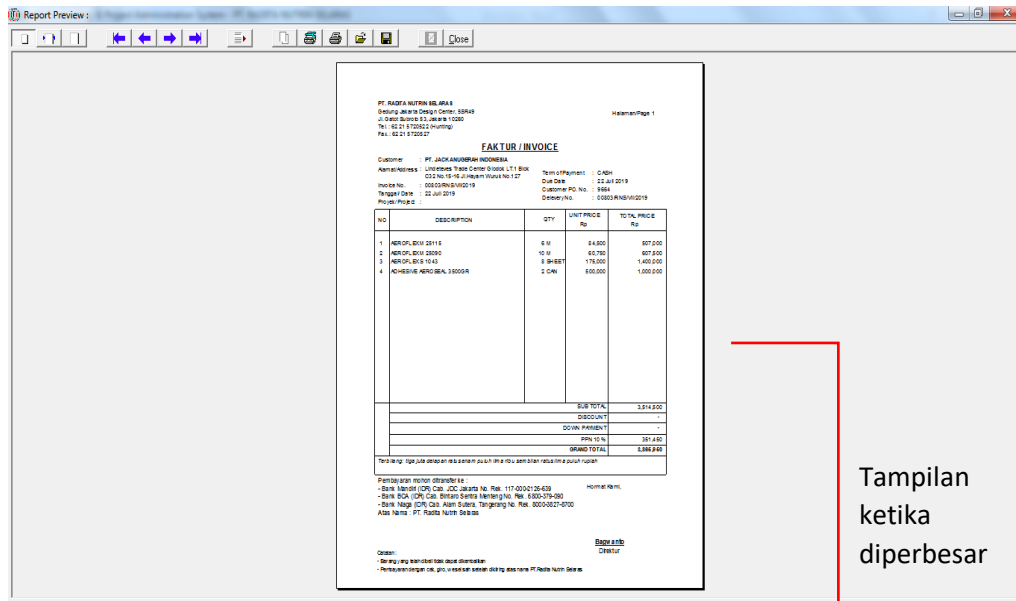 Report Preview :
Close
PT. RADITA NUTRIN SELARAS
Gedung Jakarta Design Center, 5SR49
Jl. Gatot Subroto 53, Jakarta 10260
Tel. : 62 21 5720522 (Hunting)
Fax. : 62 21 5720527
Halaman/Page 1
FAKTUR / INVOICE
Customer : PT. JACK ANUGERAH INDONESIA
Alamat/Address : Lindeteves Trade Center Glodok LT.1 Blok
C32 No.15-16 Jl.Hayam Wuruk No.127
Invoice No. : 00803/RNS/VII/2019
Tanggal / Date : 22 Juli 2019
Proyek/Project :
Term of Payment : CASH
Due Date : 22 Juli 2019
Customer PO. No. : 9564
Delevery No. : 00803/RNS/VII/2019
NO DESCRIPTION QTY UNIT PRICE Rp TOTAL PRICE Rp
1 AEROFLEX M 25115 6 M 84,500 507,000
2 AEROFLEX M 25090 10 M 60,750 607,500
3 AEROFLEX S 1043 8 SHEET 175,000 1,400,000
4 ADHESIVE AEROSEAL 3500GR 2 CAN 500,000 1,000,000
SUB TOTAL 3,514,500
DISCOUNT -
DOWN PAYMENT -
PPN 10 % 351,450
GRAND TOTAL 3,865,950
Terbilang: tiga juta delapan ratus enam puluh lima ribu sembilan ratus lima puluh rupiah
Pembayaran mohon ditransfer ke :
- Bank Mandiri (IDR) Cab. JDC Jakarta No. Rek. 117-000-2126-639
- Bank BCA (IDR) Cab. Bintaro Sentra Menteng No. Rek. 6800-379-090
- Bank Niaga (IDR) Cab. Alam Sutera, Tangerang No. Rek. 8000-3827-6700
Atas Nama : PT. Radita Nutrin Selaras
Hormat Kami,
Bagwanto
Direktur
Catatan :
- Barang yang telah dibeli tidak dapat dikembalikan
- Pembayaran dengan cek, giro, wesel sah setelah dikliring atas nama PT.Radita Nutrin Selaras
Tampilan
ketika
diperbesar